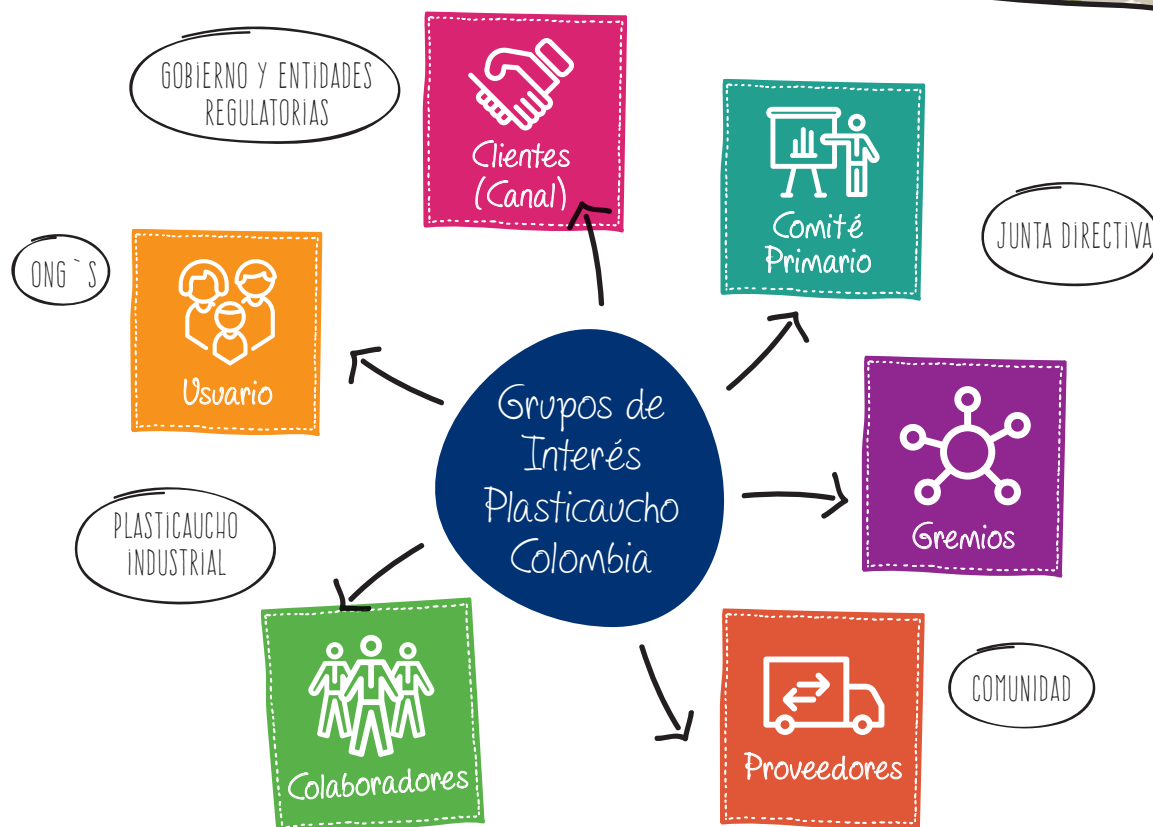 GOBIERNO Y ENTIDADES
REGULATORIAS
Clientes
(Canal)
Comité
Primario
JUNTA DIRECTIVA
ONG`S
Usuario
Grupos de
Interés
Plasticaucho
Colombia
Gremios
PLASTICAUCHO
INDUSTRIAL
Colaboradores
Proveedores
COMUNIDAD